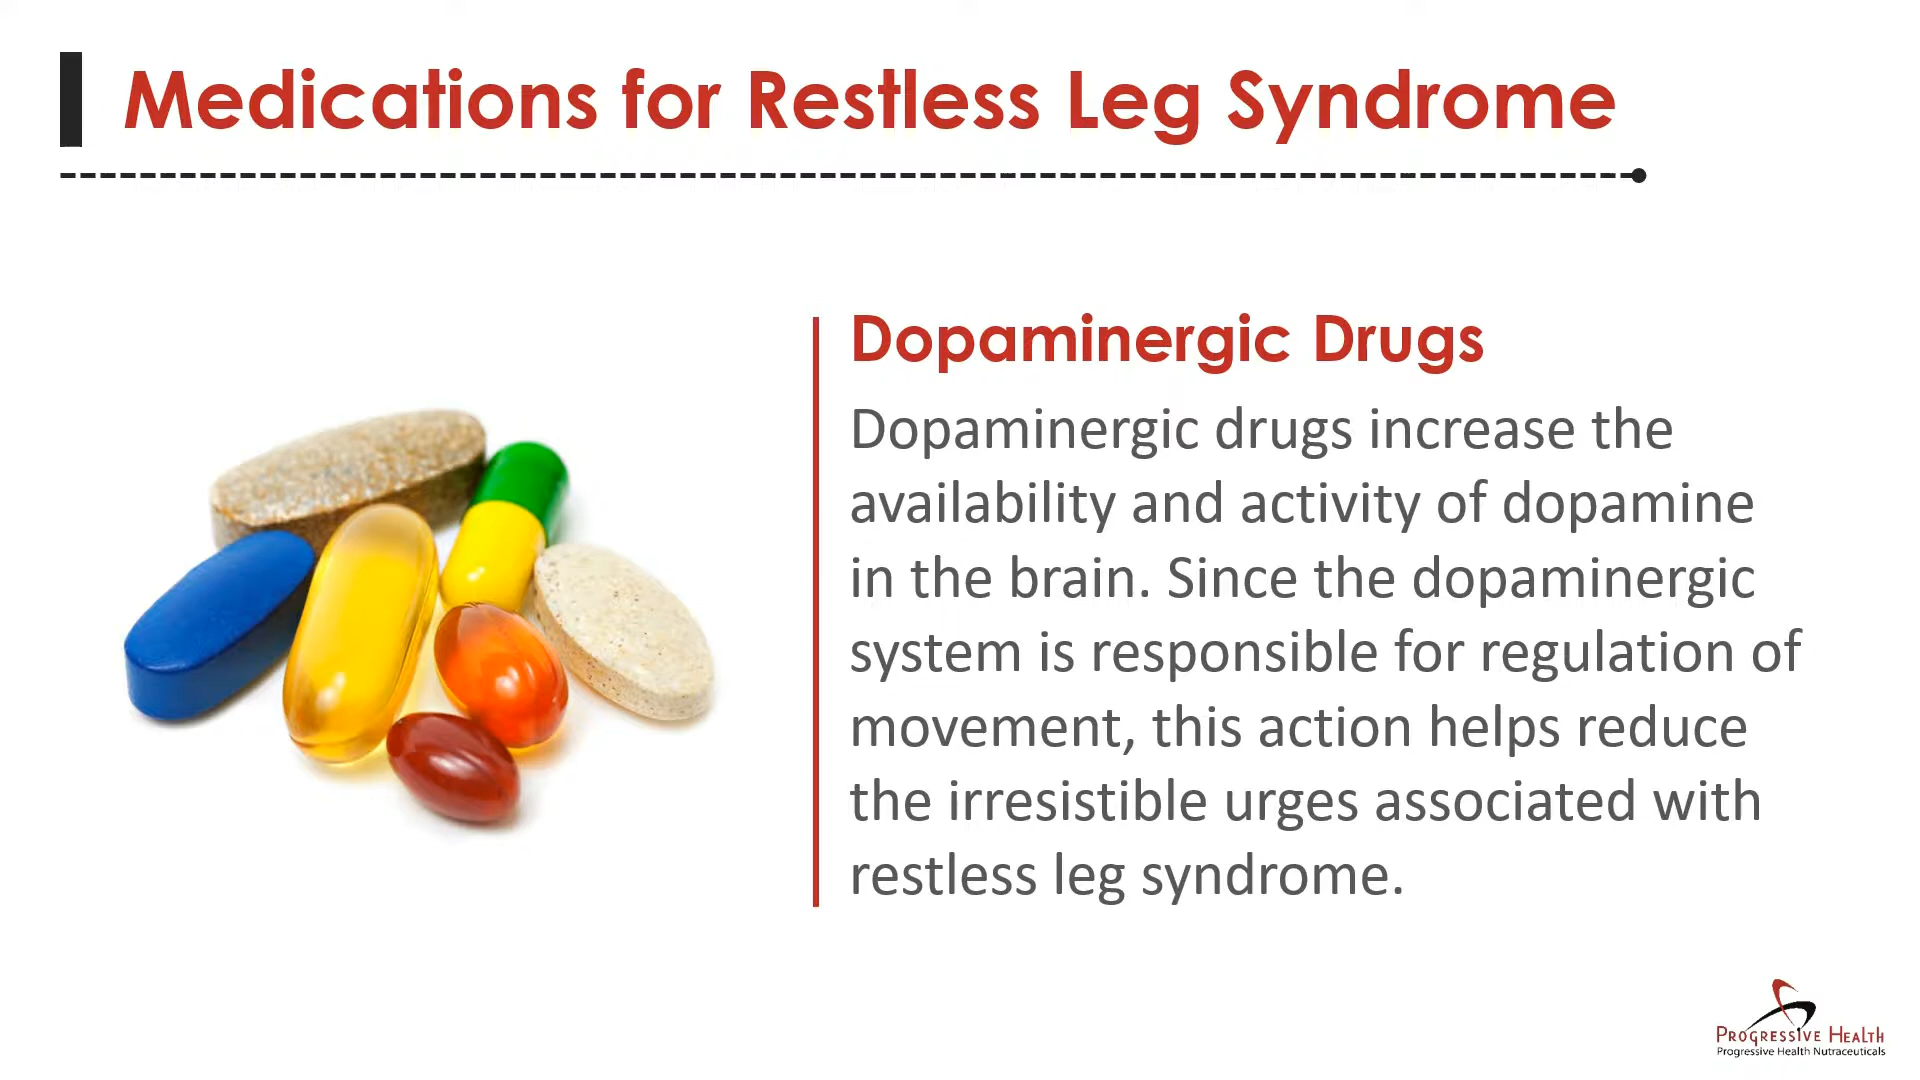 Medications for Restless Leg Syndrome
Dopaminergic Drugs
Dopaminergic drugs increase the
availability and activity of dopamine
in the brain. Since the dopaminergic
system is responsible for regulation of
movement, this action helps reduce
the irresistible urges associated with
restless leg syndrome.
Progressive Health
Progressive Health Nutraceuticals